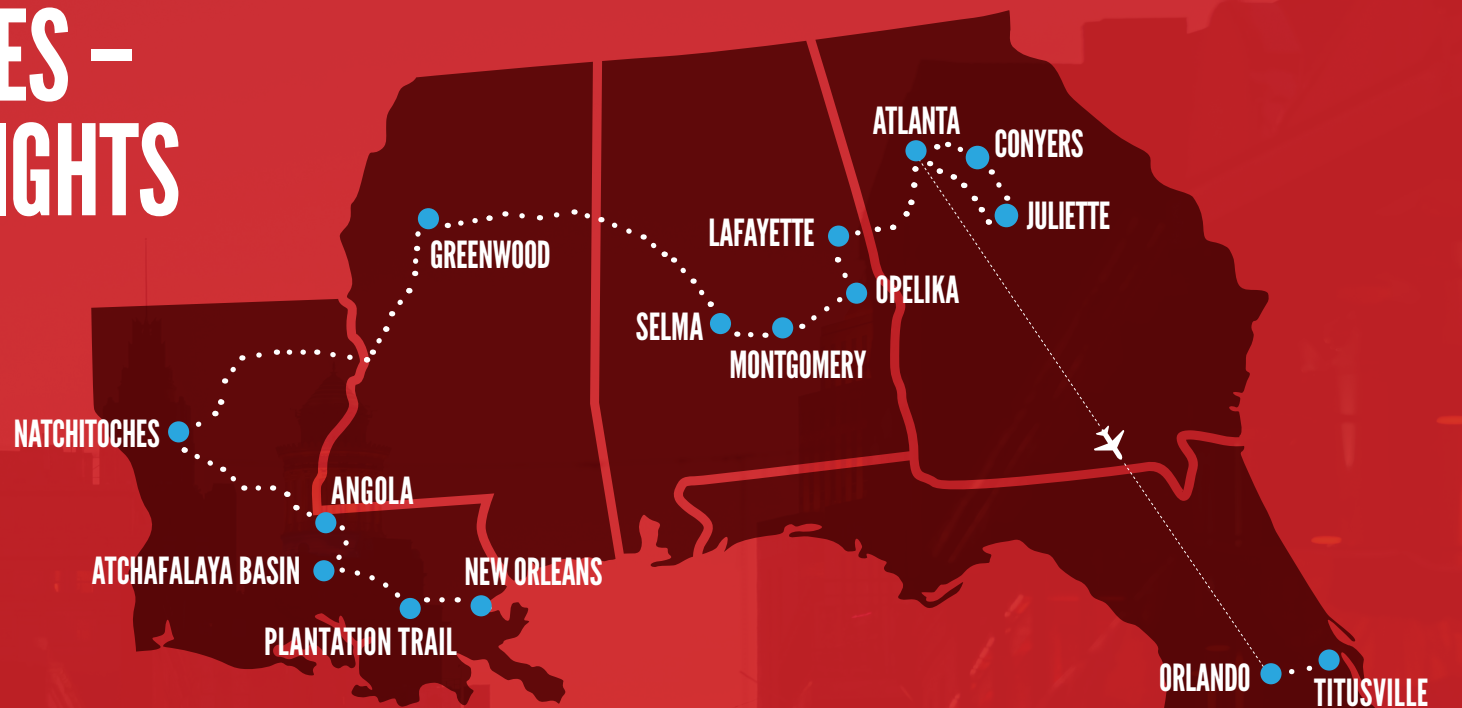 ES –
IGHTS
ATLANTA
CONYERS
JULIETTE
LAFAYETTE
GREENWOOD
OPELIKA
SELMA
MONTGOMERY
NATCHITOCHES
ANGOLA
ATCHAFALAYA BASIN
NEW ORLEANS
PLANTATION TRAIL
ORLANDO
TITUSVILLE